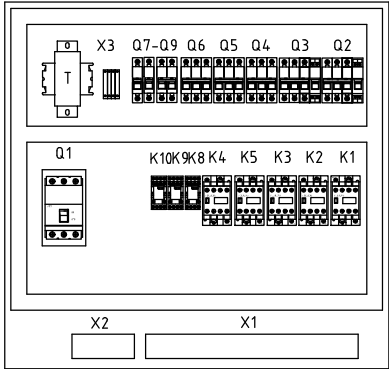 X3 Q7-Q9 Q6 Q5 Q4 Q3 Q2
T
Q1
K10K9K8 K4 K5 K3 K2 K1
X2 X1